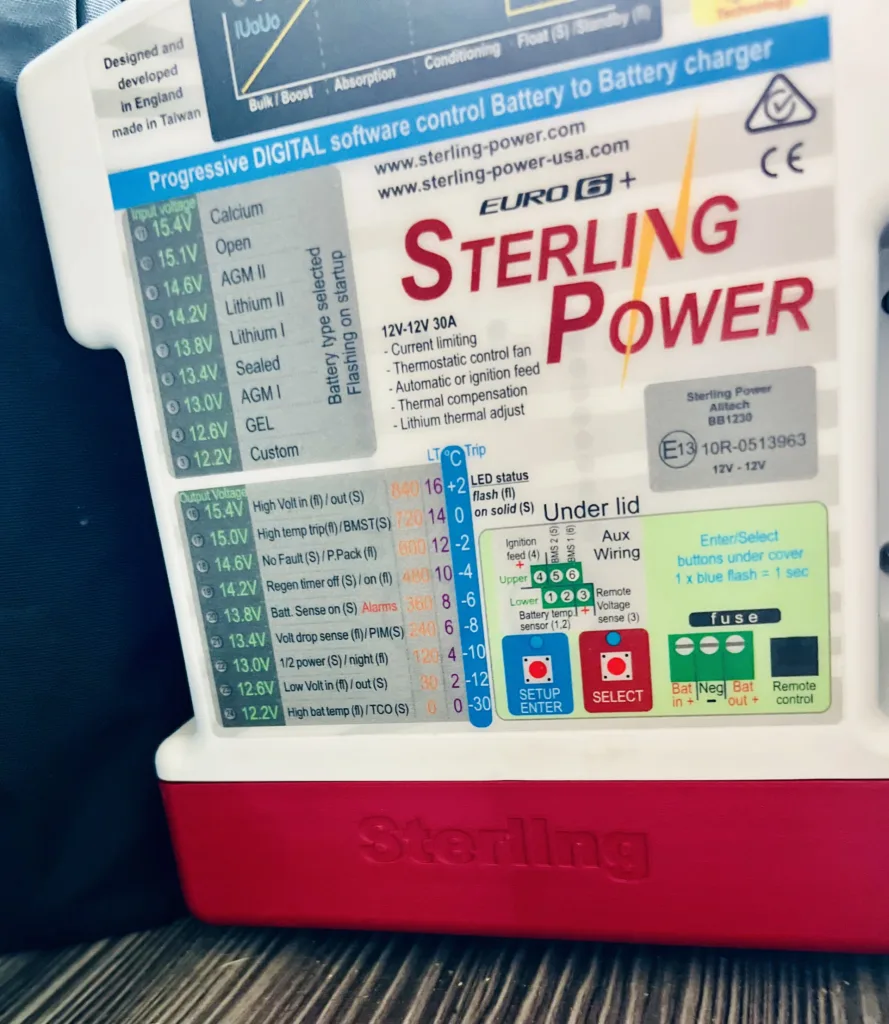 IUoUo
Bulk / Boost
Absorption
Conditioning
Float (S) / Standby (fl)
Technology
Designed and
developed
in England
made in Taiwan
Progressive DIGITAL software control Battery to Battery charger
www.sterling-power.com
www.sterling-power-usa.com
CE
EURO 6 +
STERLING
POWER
Input voltage
15.4V Calcium
15.1V Open
14.6V AGM II
14.2V Lithium II
13.8V Lithium I
13.4V Sealed
13.0V AGM I
12.6V GEL
12.2V Custom
Battery type selected
Flashing on startup
12V-12V 30A
- Current limiting
- Thermostatic control fan
- Automatic or ignition feed
- Thermal compensation
- Lithium thermal adjust
Sterling Power
Alitech
BB1230
E13 10R-0513963
12V - 12V
LT °C Trip
Output Voltage
15.4V High Volt in (fl) / out (S) 840 16 +2
15.0V High temp trip(fl) / BMST(S) 720 14 0
14.6V No Fault (S) / P.Pack (fl) 600 12 -2
14.2V Regen timer off (S) / on (fl) 480 10 -4
13.8V Batt. Sense on (S) Alarms 360 8 -6
13.4V Volt drop sense (fl) / PIM(S) 240 6 -8
13.0V 1/2 power (S) / night (fl) 120 4 -10
12.6V Low Volt in (fl) / out (S) 30 2 -12
12.2V High bat temp (fl) / TCO (S) 0 0 -30
LED status
flash (fl)
on solid (S)
Under lid
Ignition
feed (4)
+
BMS 2 (5)
BMS 1 (6)
Aux
Wiring
Upper 4 5 6
Lower 1 2 3
Remote
Voltage
sense (3)
Battery temp.
sensor (1,2)
+
SETUP
ENTER
SELECT
Enter/Select
buttons under cover
1 x blue flash = 1 sec
fuse
Bat
in +
Neg
-
Bat
out +
Remote
control
Sterling